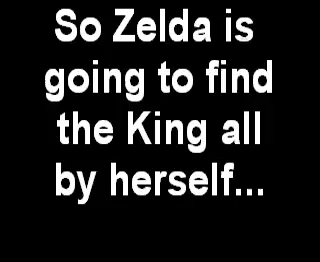 So Zelda is
going to find
the King all
by herself...